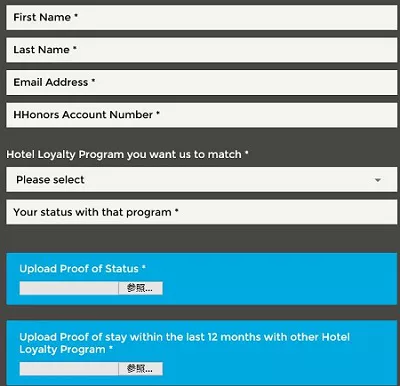 First Name *
Last Name *
Email Address *
HHonors Account Number *
Hotel Loyalty Program you want us to match *
Please select
Your status with that program *
Upload Proof of Status *
参照...
Upload Proof of stay within the last 12 months with other Hotel
Loyalty Program *
参照...